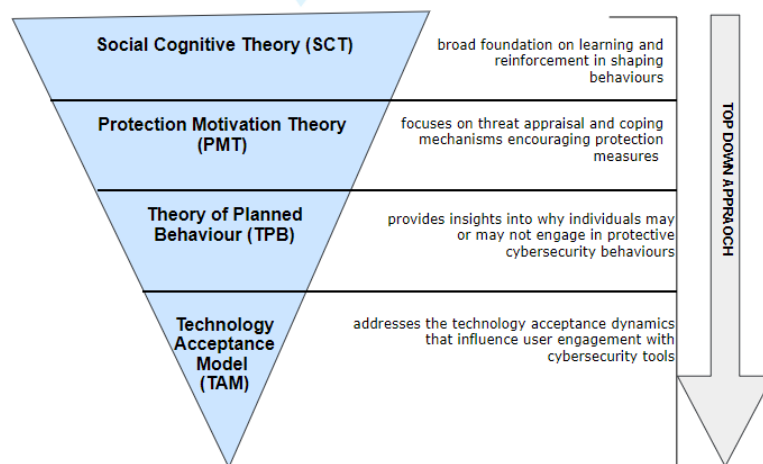 Social Cognitive Theory (SCT)
broad foundation on learning and
reinforcement in shaping
behaviours
Protection Motivation Theory
(PMT)
focuses on threat appraisal and coping
mechanisms encouraging protection
measures
Theory of Planned
Behaviour (TPB)
provides insights into why individuals may
or may not engage in protective
cybersecurity behaviours
Technology
Acceptance
Model
(TAM)
addresses the technology acceptance dynamics
that influence user engagement with
cybersecurity tools
TOP DOWN APPRAOCH